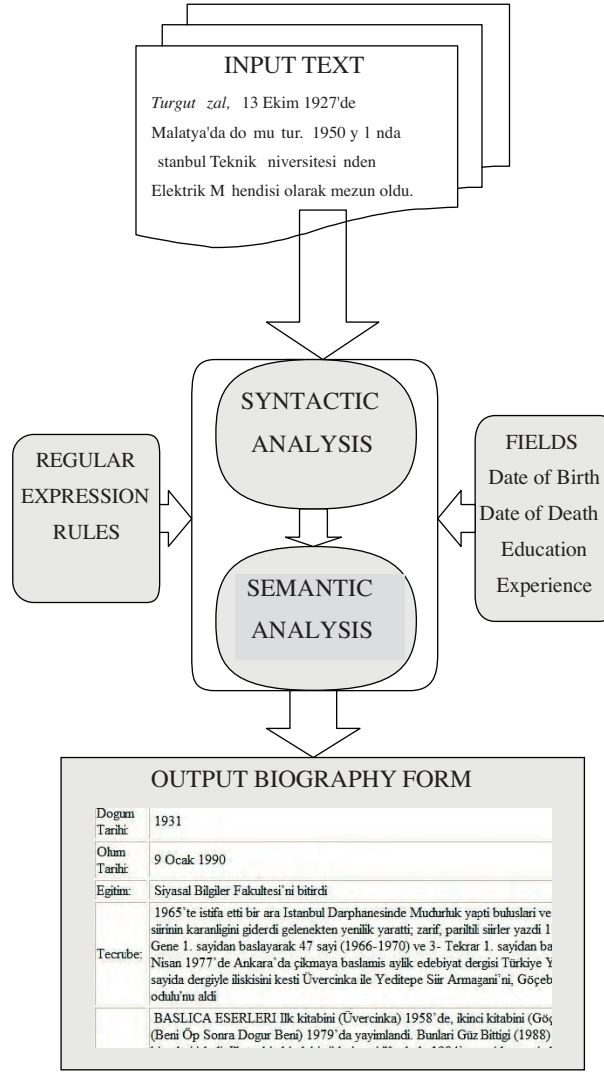 INPUT TEXT
Turgut zal, 13 Ekim 1927'de
Malatya'da do mu tur. 1950 y 1 nda
stanbul Teknik niversitesi nden
Elektrik M hendisi olarak mezun oldu.
SYNTACTIC
ANALYSIS
REGULAR
EXPRESSION
RULES
FIELDS
Date of Birth
Date of Death
Education
Experience
SEMANTIC
ANALYSIS
OUTPUT BIOGRAPHY FORM
Dogum
Tarihi:
1931
Olum
Tarihi:
9 Ocak 1990
Egitim:
Siyasal Bilgiler Fakultesi'ni bitirdi
Tecrube:
1965'te istifa etti bir ara Istanbul Darphanesinde Mudurluk yapti buluslari ve
siirinin karanligini giderdi gelenekten yenilik yaratti; zarif, pariltili siirler yazdi 1
Gene 1. sayidan baslayarak 47 sayi (1966-1970) ve 3- Tekrar 1. sayidan ba
Nisan 1977'de Ankara'da çikmaya baslamis aylik edebiyat dergisi Türkiye Y
sayida dergiyle iliskisini kesti Üvercinka ile Yeditepe Siir Armagani'ni, Göçeb
odulu'nu aldi
BASLICA ESERLERI Ilk kitabini (Üvercinka) 1958'de, ikinci kitabini (Göç
(Beni Öp Sonra Dogur Beni) 1979'da yayimlandi. Bunlari Güz Bittigi (1988)